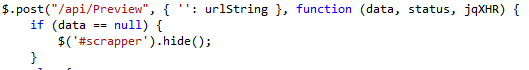 $.post("/api/Preview", { '': urlString }, function (data, status, jqXHR) {
if (data == null) {
$('#scrapper').hide();
}